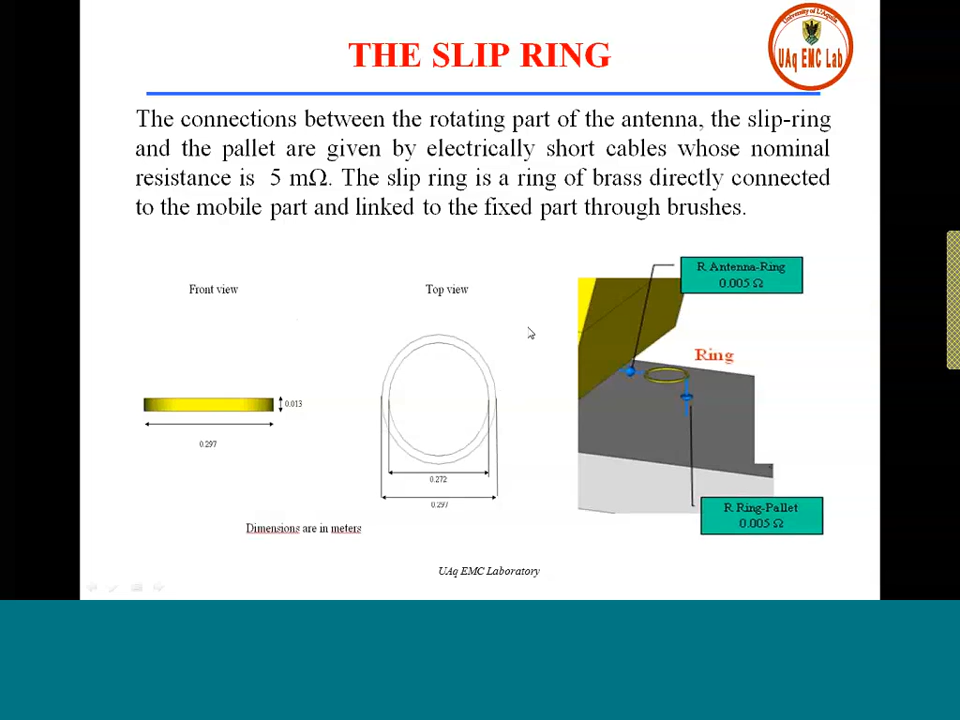 University of L'Aquila
UAq EMC Lab
THE SLIP RING
The connections between the rotating part of the antenna, the slip-ring
and the pallet are given by electrically short cables whose nominal
resistance is 5 mΩ. The slip ring is a ring of brass directly connected
to the mobile part and linked to the fixed part through brushes.
Front view
Top view
R Antenna-Ring
0.005 Ω
Ring
0.013
0.297
0.272
0.297
R Ring-Pallet
0.005 Ω
Dimensions are in meters
UAq EMC Laboratory